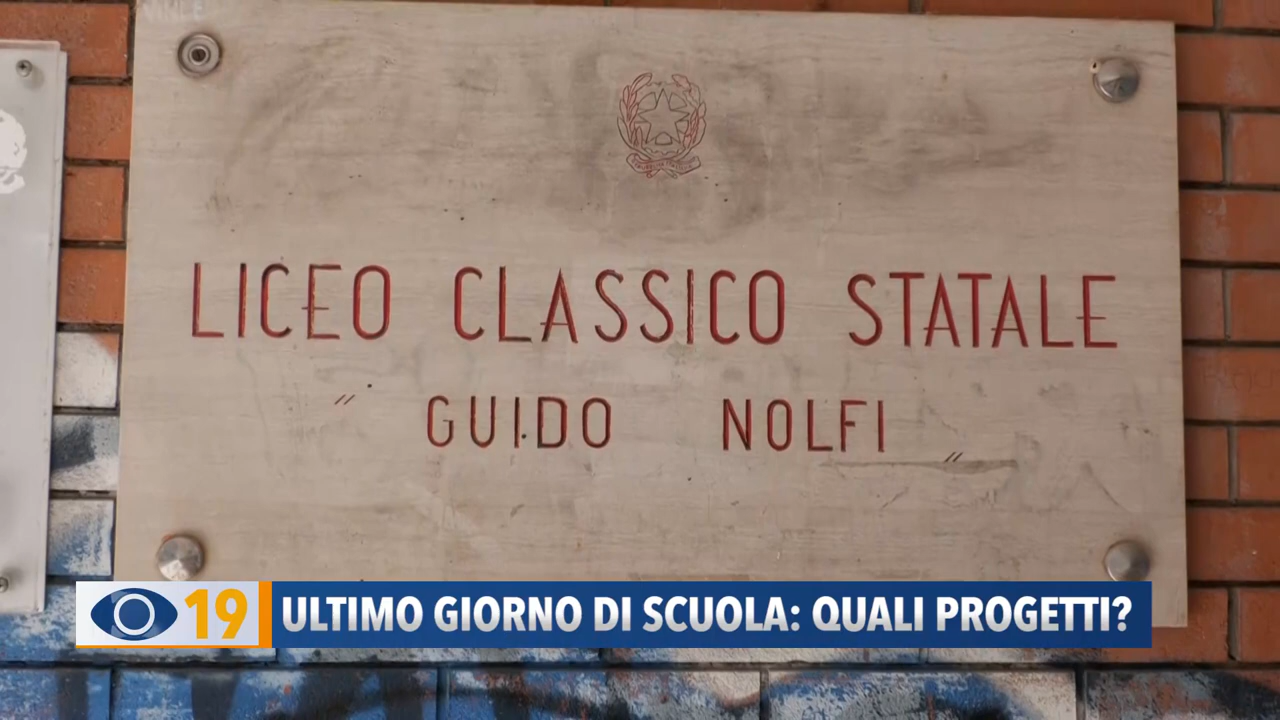 LICEO CLASSICO STATALE
" GUIDO NOLFI "
19 ULTIMO GIORNO DI SCUOLA: QUALI PROGETTI?